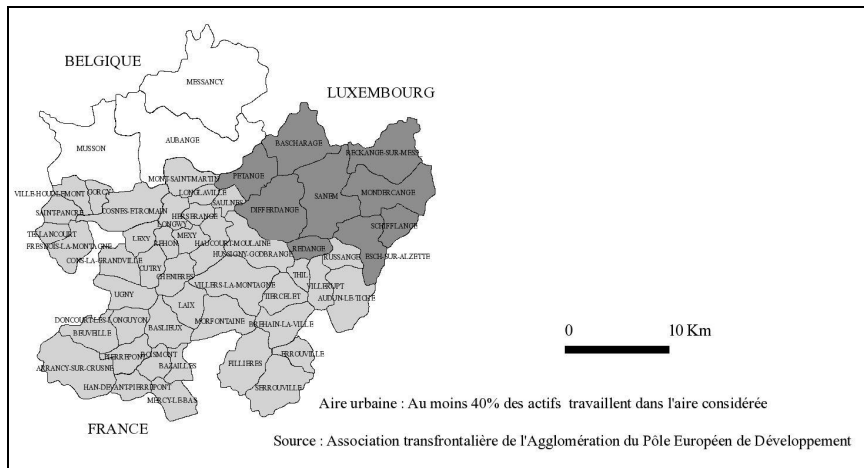 BELGIQUE
MESSANCY
LUXEMBOURG
MUSSON
AUBANGE
BASCHARAGE
RECKANGE-SUR-MESS
PETANGE
MONT-SAINT-MARTIN
SANEM
MONDERCANGE
VILLE-HOUDLEMONT
GORCY
LONGLAVILLE
SAULNES
DIFFERDANGE
SAINT-PANCRE
COSNES-ET-ROMAIN
HERSERANGE
SCHIFFLANGE
LONGWY
TELLANCOURT
LEXY
REHON
MEXY
HAUCOURT-MOULAINE
REDANGE
FRESNOIS-LA-MONTAGNE
HUSSIGNY-GODBRANGE
RUSSANGE
ESCH-SUR-ALZETTE
CONS-LA-GRANDVILLE
CUTRY
CHENIERES
THIL
VILLERS-LA-MONTAGNE
VILLERUPT
UGNY
TIERCELET
AUDUN-LE-TICHE
LAIX
DONCOURT-LES-LONGUYON
MORFONTAINE
BREHAIN-LA-VILLE
BEUVEILLE
BASLIEUX
0 10 Km
PIERREPONT
BOISMONT
ERROUVILLE
ARRANCY-SUR-CRUSNE
BAZAILLES
FILLIERES
HAN-DEVANT-PIERREPONT
SERROUVILLE
MERCY-LE-BAS
Aire urbaine : Au moins 40% des actifs travaillent dans l'aire considérée
FRANCE
Source : Association transfrontalière de l'Agglomération du Pôle Européen de Développement